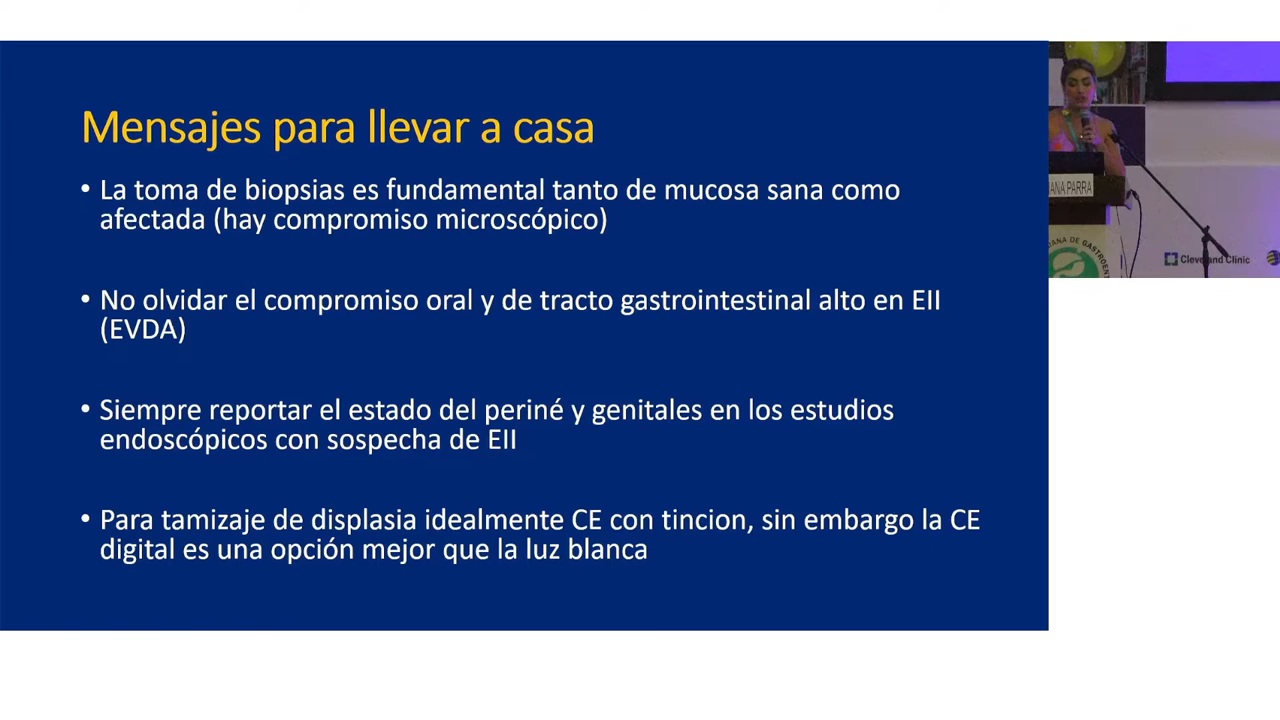 Mensajes para llevar a casa
• La toma de biopsias es fundamental tanto de mucosa sana como
afectada (hay compromiso microscópico)
• No olvidar el compromiso oral y de tracto gastrointestinal alto en EII
(EVDA)
• Siempre reportar el estado del periné y genitales en los estudios
endoscópicos con sospecha de EII
• Para tamizaje de displasia idealmente CE con tincion, sin embargo la CE
digital es una opción mejor que la luz blanca
ANA PARRA
DANA DE GASTROENT
Cleveland Clinic